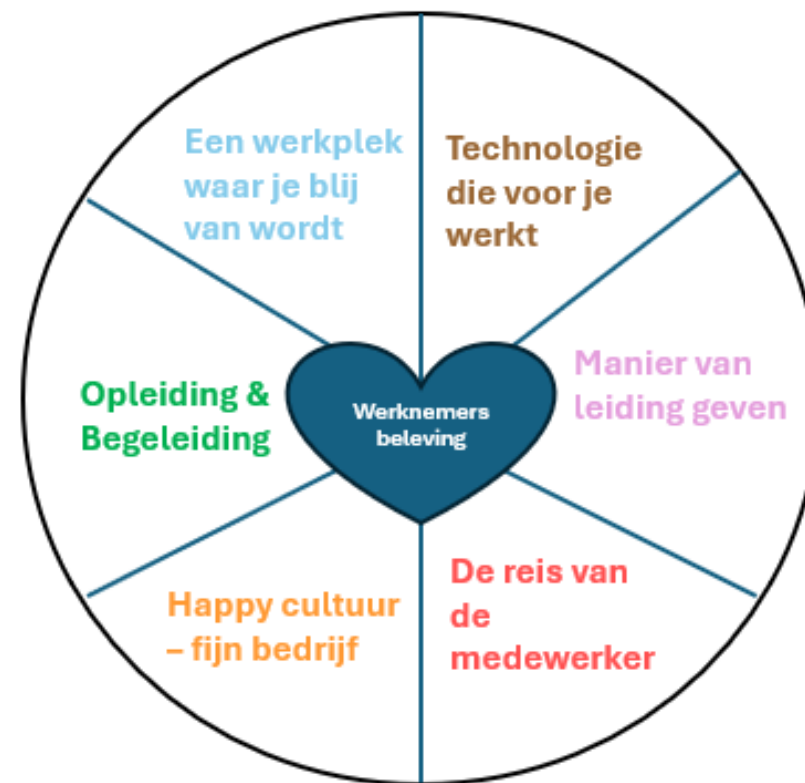 Een werkplek
waar je blij
van wordt
Technologie
die voor je
werkt
Manier van
leiding geven
Opleiding &
Begeleiding
Werknemers
beleving
De reis van
de
medewerker
Happy cultuur
– fijn bedrijf